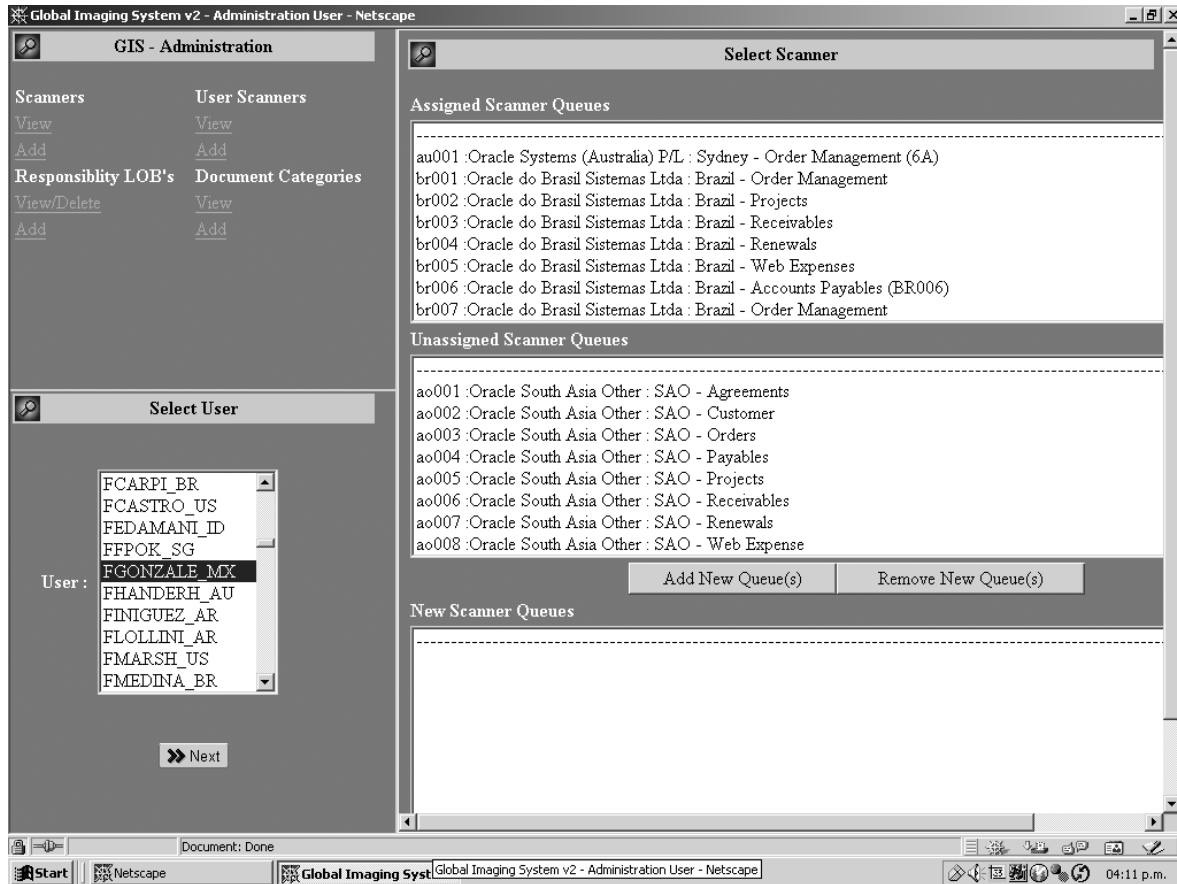 Global Imaging System v2 - Administration User - Netscape
GIS - Administration
Scanners
User Scanners
View
View
Add
Add
Responsiblity LOB's
Document Categories
View/Delete
View
Add
Add
Select User
User :
FCARPI_BR
FCASTRO_US
FEDAMANI_ID
FFPOK_SG
FGONZALE_MX
FHANDERH_AU
FINIGUEZ_AR
FLOLLINI_AR
FMARSH_US
FMEDINA_BR
Next
Select Scanner
Assigned Scanner Queues
au001 :Oracle Systems (Australia) P/L : Sydney - Order Management (6A)
br001 :Oracle do Brasil Sistemas Ltda : Brazil - Order Management
br002 :Oracle do Brasil Sistemas Ltda : Brazil - Projects
br003 :Oracle do Brasil Sistemas Ltda : Brazil - Receivables
br004 :Oracle do Brasil Sistemas Ltda : Brazil - Renewals
br005 :Oracle do Brasil Sistemas Ltda : Brazil - Web Expenses
br006 :Oracle do Brasil Sistemas Ltda : Brazil - Accounts Payables (BR006)
br007 :Oracle do Brasil Sistemas Ltda : Brazil - Order Management
Unassigned Scanner Queues
ao001 :Oracle South Asia Other : SAO - Agreements
ao002 :Oracle South Asia Other : SAO - Customer
ao003 :Oracle South Asia Other : SAO - Orders
ao004 :Oracle South Asia Other : SAO - Payables
ao005 :Oracle South Asia Other : SAO - Projects
ao006 :Oracle South Asia Other : SAO - Receivables
ao007 :Oracle South Asia Other : SAO - Renewals
ao008 :Oracle South Asia Other : SAO - Web Expense
Add New Queue(s)
Remove New Queue(s)
New Scanner Queues
Document: Done
Start
Netscape
Global Imaging Syst
Global Imaging System v2 - Administration User - Netscape
04:11 p.m.